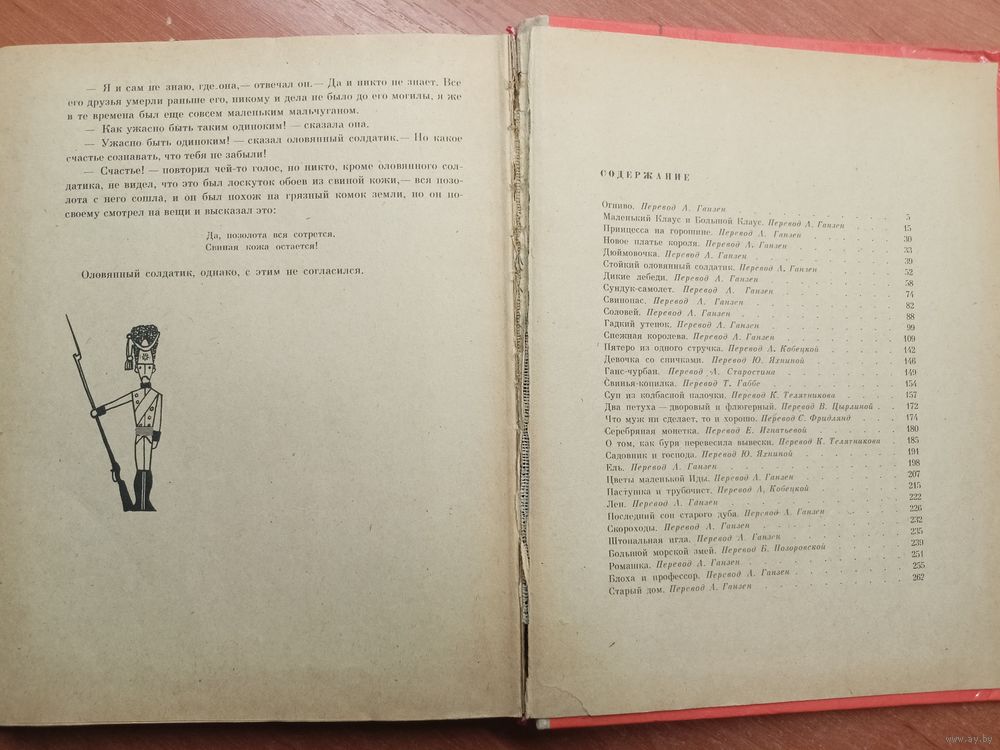 — Я и сам не знаю, где она,— отвечал он.— Да и никто не знает. Все
его друзья умерли раньше его, никому и дела не было до его могилы, я же
в те времена был еще совсем маленьким мальчуганом.
— Как ужасно быть таким одиноким! — сказала она.
— Ужасно быть одиноким! — сказал оловянный солдатик.— Но какое
счастье сознавать, что тебя не забыли!
— Счастье! — повторил чей-то голос, но никто, кроме оловянного сол-
датика, не видел, что это был лоскуток обоев из свиной кожи,— вся позо-
лота с него сошла, и он был похож на грязный комок земли, но он по-
своему смотрел на вещи и высказал это:
Да, позолота вся сотрется.
Свиная кожа остается!
Оловянный солдатик, однако, с этим не согласился.
СОДЕРЖАНИЕ
Огниво. Перевод А. Ганзен 5
Маленький Клаус и Большой Клаус. Перевод А. Ганзен 15
Принцесса на горошине. Перевод А. Ганзен 30
Новое платье короля. Перевод А. Ганзен 33
Дюймовочка. Перевод А. Ганзен 39
Стойкий оловянный солдатик. Перевод А. Ганзен 52
Дикие лебеди. Перевод А. Ганзен 58
Сундук-самолет. Перевод А. Ганзен 74
Свинопас. Перевод А. Ганзен 82
Соловей. Перевод А. Ганзен 88
Гадкий утенок. Перевод А. Ганзен 99
Снежная королева. Перевод А. Ганзен 109
Пятеро из одного стручка. Перевод А. Кобецкой 142
Девочка со спичками. Перевод Ю. Яхниной 146
Ганс-чурбан. Перевод А. Старостина 149
Свинья-копилка. Перевод Т. Габбе 154
Суп из колбасной палочки. Перевод К. Телятникова 157
Два петуха — дворовый и флюгерный. Перевод В. Цырлиной 172
Что муж ни сделает, то и хорошо. Перевод С. Фридлянд 174
Серебряная монетка. Перевод Е. Игнатьевой 180
О том, как буря перевесила вывески. Перевод К. Телятникова 185
Садовник и господа. Перевод Ю. Яхниной 191
Ель. Перевод А. Ганзен 198
Цветы маленькой Иды. Перевод А. Ганзен 207
Пастушка и трубочист. Перевод А. Кобецкой 215
Лен. Перевод А. Ганзен 222
Последний сон старого дуба. Перевод А. Ганзен 226
Скороходы. Перевод А. Ганзен 232
Штопальная игла. Перевод А. Ганзен 235
Большой морской змей. Перевод Б. Позоровской 239
Ромашка. Перевод А. Ганзен 251
Блоха и профессор. Перевод А. Ганзен 255
Старый дом. Перевод А. Ганзен 262
www.ay.by